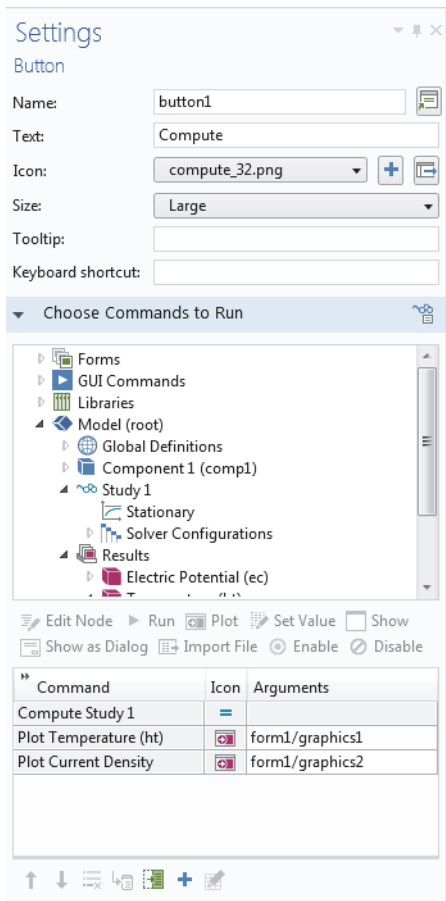 Settings
Button
Name: button1
Text: Compute
Icon: compute_32.png
Size: Large
Tooltip:
Keyboard shortcut:
Choose Commands to Run
Forms
GUI Commands
Libraries
Model (root)
Global Definitions
Component 1 (comp1)
Study 1
Stationary
Solver Configurations
Results
Electric Potential (ec)
Edit Node Run Plot Set Value Show
Show as Dialog Import File Enable Disable
Command Icon Arguments
Compute Study 1 =
Plot Temperature (ht) form1/graphics1
Plot Current Density form1/graphics2